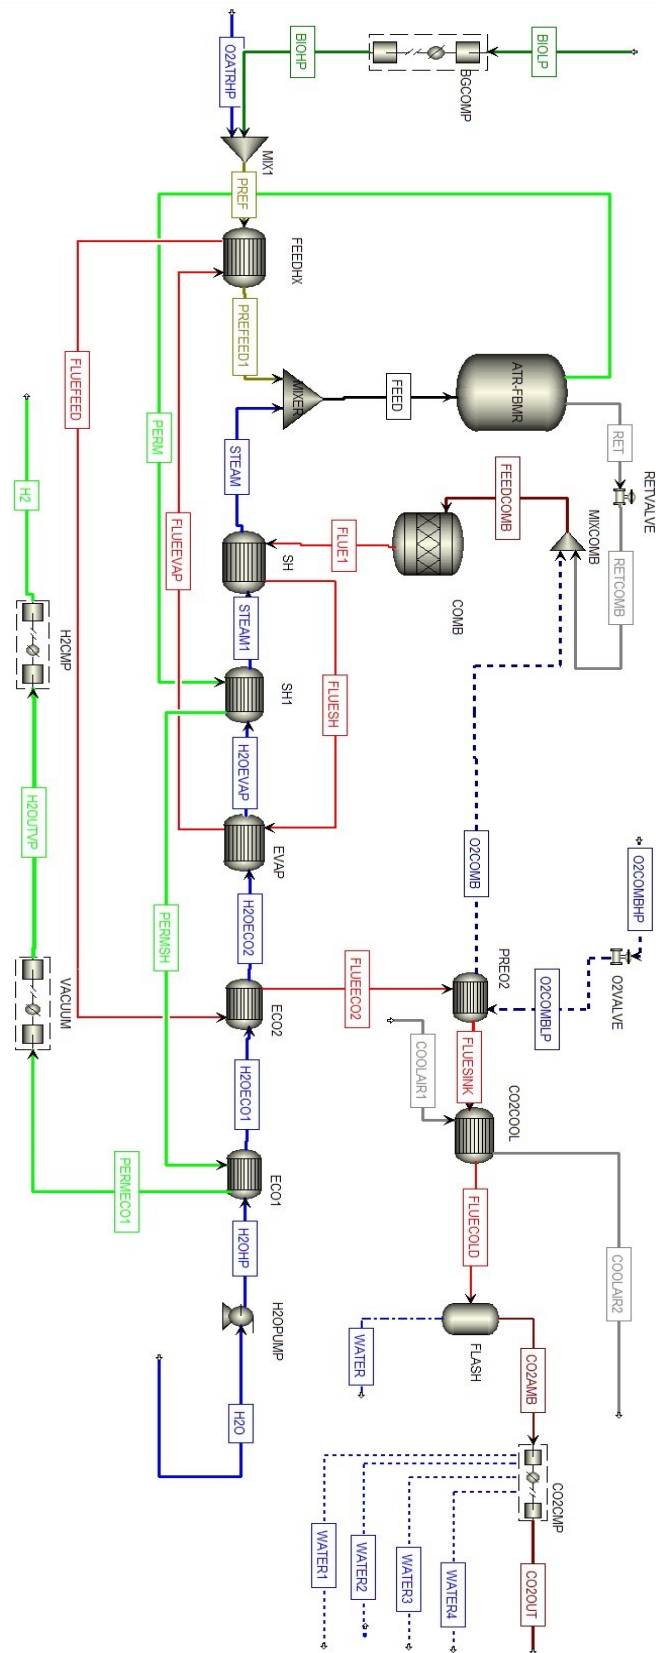 O2ATRHP
BIOHP
BGCOMP
BIOLP
MIX1
PREF
FEEDHX
PREFEED1
MIXER
FEED
ATR-FBMR
RET
RETVALVE
RETCOMB
MIXCOMB
FEEDCOMB
COMB
FLUE1
FLUEFEED
PERM
FLUEEVAP
STEAM
SH
STEAM1
SH1
FLUESH
H2OEVAP
EVAP
H2OECO2
ECO2
FLUEECO2
H2OECO1
ECO1
H2OHP
H2OPUMP
H2O
H2
H2CMP
H2OUTVP
VACUUM
PERMSH
PERMECO1
O2COMB
O2COMBHP
O2VALVE
O2COMBLP
PREO2
FLUESINK
COOLAIR1
CO2COOL
COOLAIR2
FLUECOLD
FLASH
WATER
CO2AMB
CO2CMP
CO2OUT
WATER1
WATER2
WATER3
WATER4